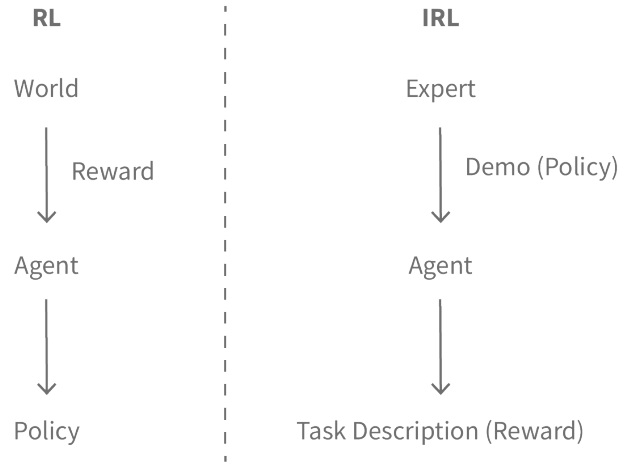 RL
World
Reward
Agent
Policy
IRL
Expert
Demo (Policy)
Agent
Task Description (Reward)